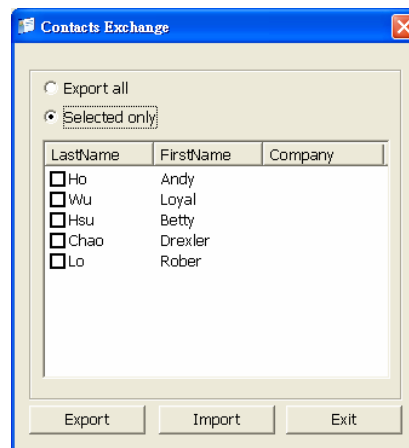 Contacts Exchange
Export all
Selected only
LastName FirstName Company
Ho Andy
Wu Loyal
Hsu Betty
Chao Drexler
Lo Rober
Export Import Exit